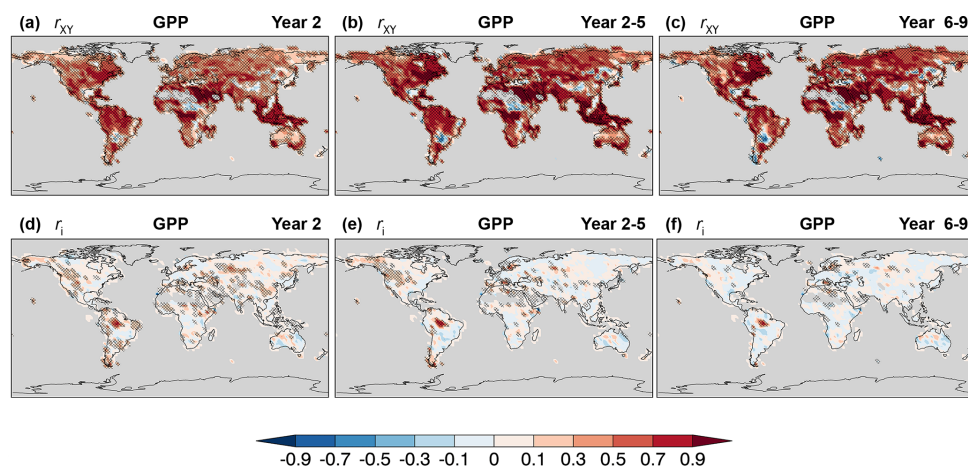 (a) rXY GPP Year 2
(b) rXY GPP Year 2-5
(c) rXY GPP Year 6-9
(d) ri GPP Year 2
(e) ri GPP Year 2-5
(f) ri GPP Year 6-9
-0.9 -0.7 -0.5 -0.3 -0.1 0 0.1 0.3 0.5 0.7 0.9